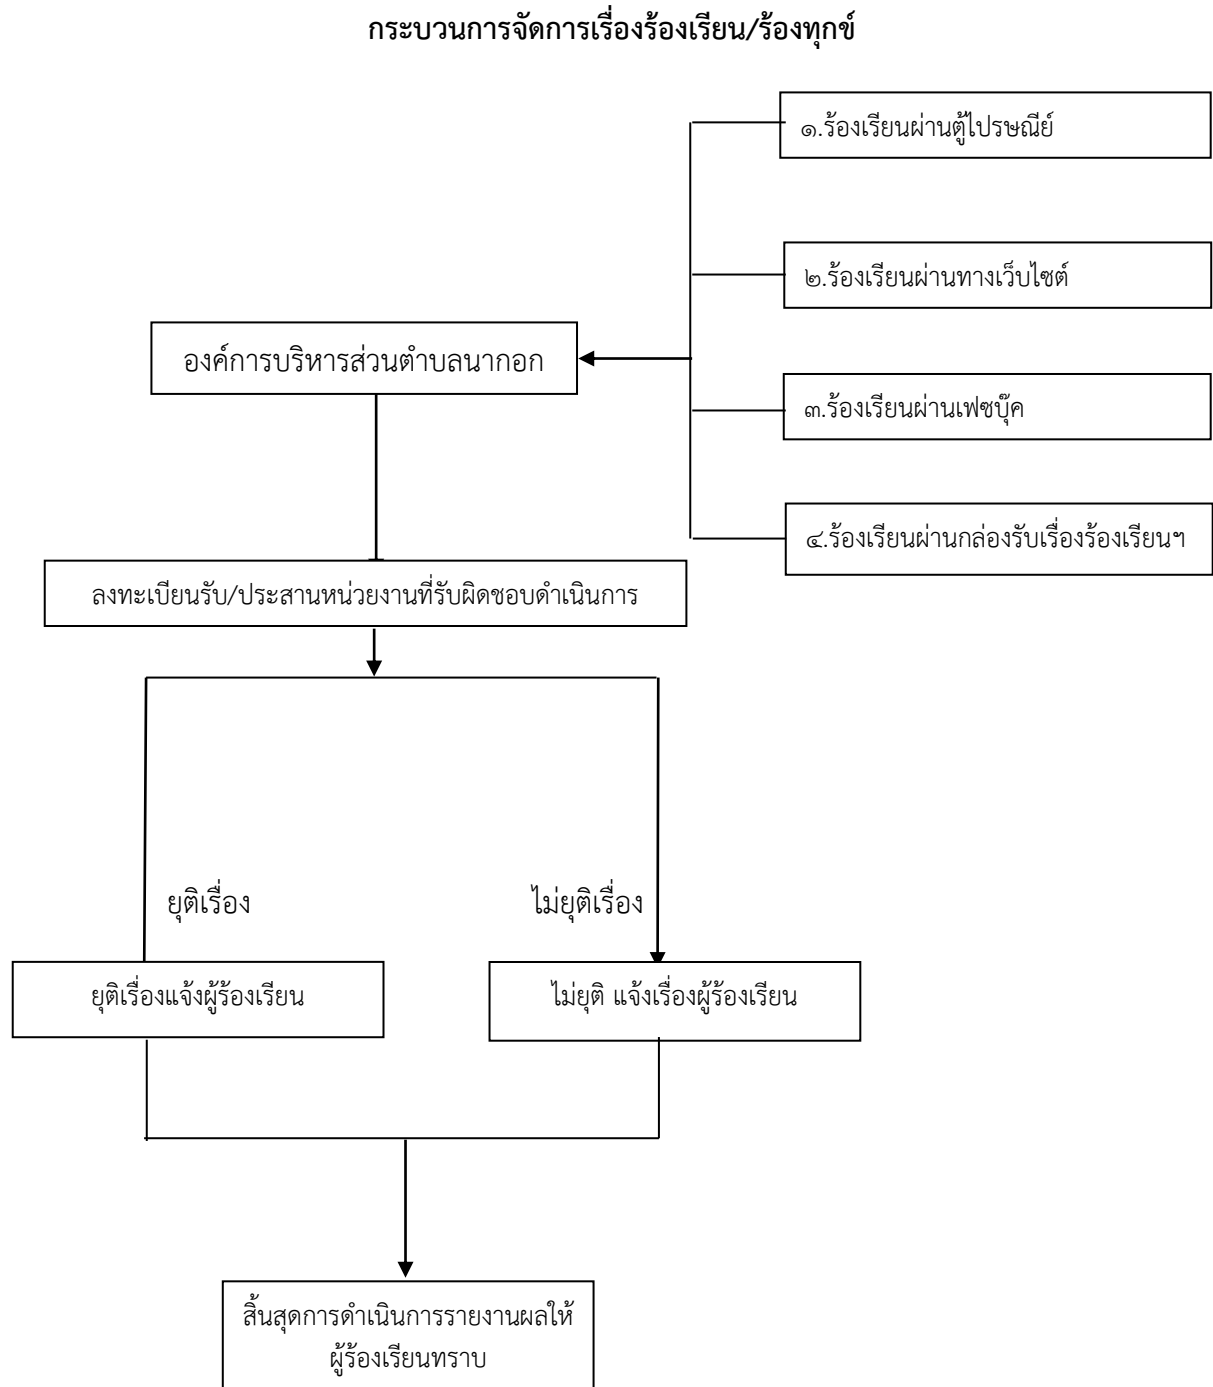 กระบวนการจัดการเรื่องร้องเรียน/ร้องทุกข์
๑.ร้องเรียนผ่านตู้ไปรษณีย์
๒.ร้องเรียนผ่านทางเว็บไซต์
องค์การบริหารส่วนตำบลนากอก
๓.ร้องเรียนผ่านเฟซบุ๊ค
๔.ร้องเรียนผ่านกล่องรับเรื่องร้องเรียนฯ
ลงทะเบียนรับ/ประสานหน่วยงานที่รับผิดชอบดำเนินการ
ยุติเรื่อง
ไม่ยุติเรื่อง
ยุติเรื่องแจ้งผู้ร้องเรียน
ไม่ยุติ แจ้งเรื่องผู้ร้องเรียน
สิ้นสุดการดำเนินการรายงานผลให้
ผู้ร้องเรียนทราบ